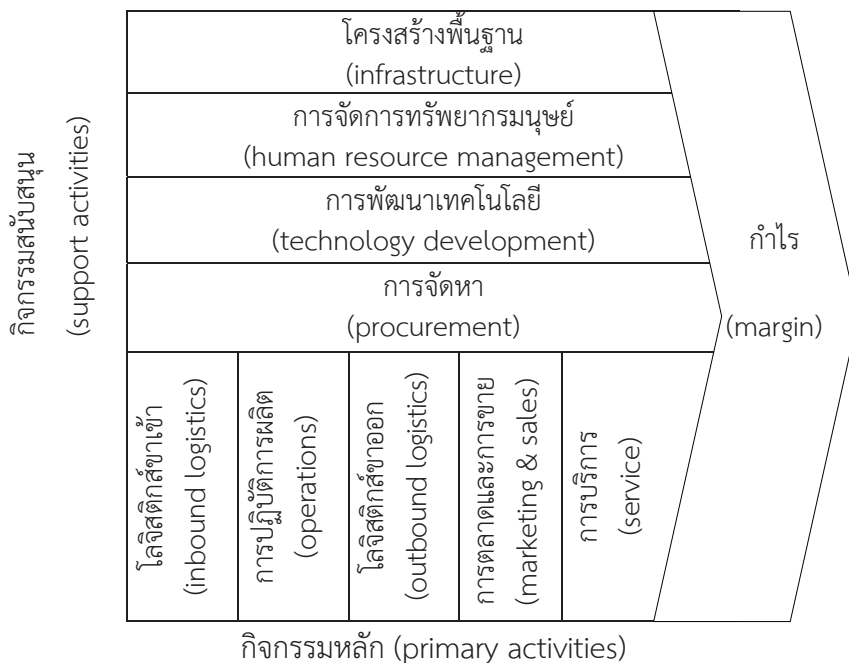 โครงสร้างพื้นฐาน
(infrastructure)
การจัดการทรัพยากรมนุษย์
(human resource management)
การพัฒนาเทคโนโลยี
(technology development)
การจัดหา
(procurement)
กิจกรรมสนับสนุน
(support activities)
กำไร
(margin)
โลจิสติกส์ขาเข้า
(inbound logistics)
การปฏิบัติการผลิต
(operations)
โลจิสติกส์ขาออก
(outbound logistics)
การตลาดและการขาย
(marketing & sales)
การบริการ
(service)
กิจกรรมหลัก (primary activities)